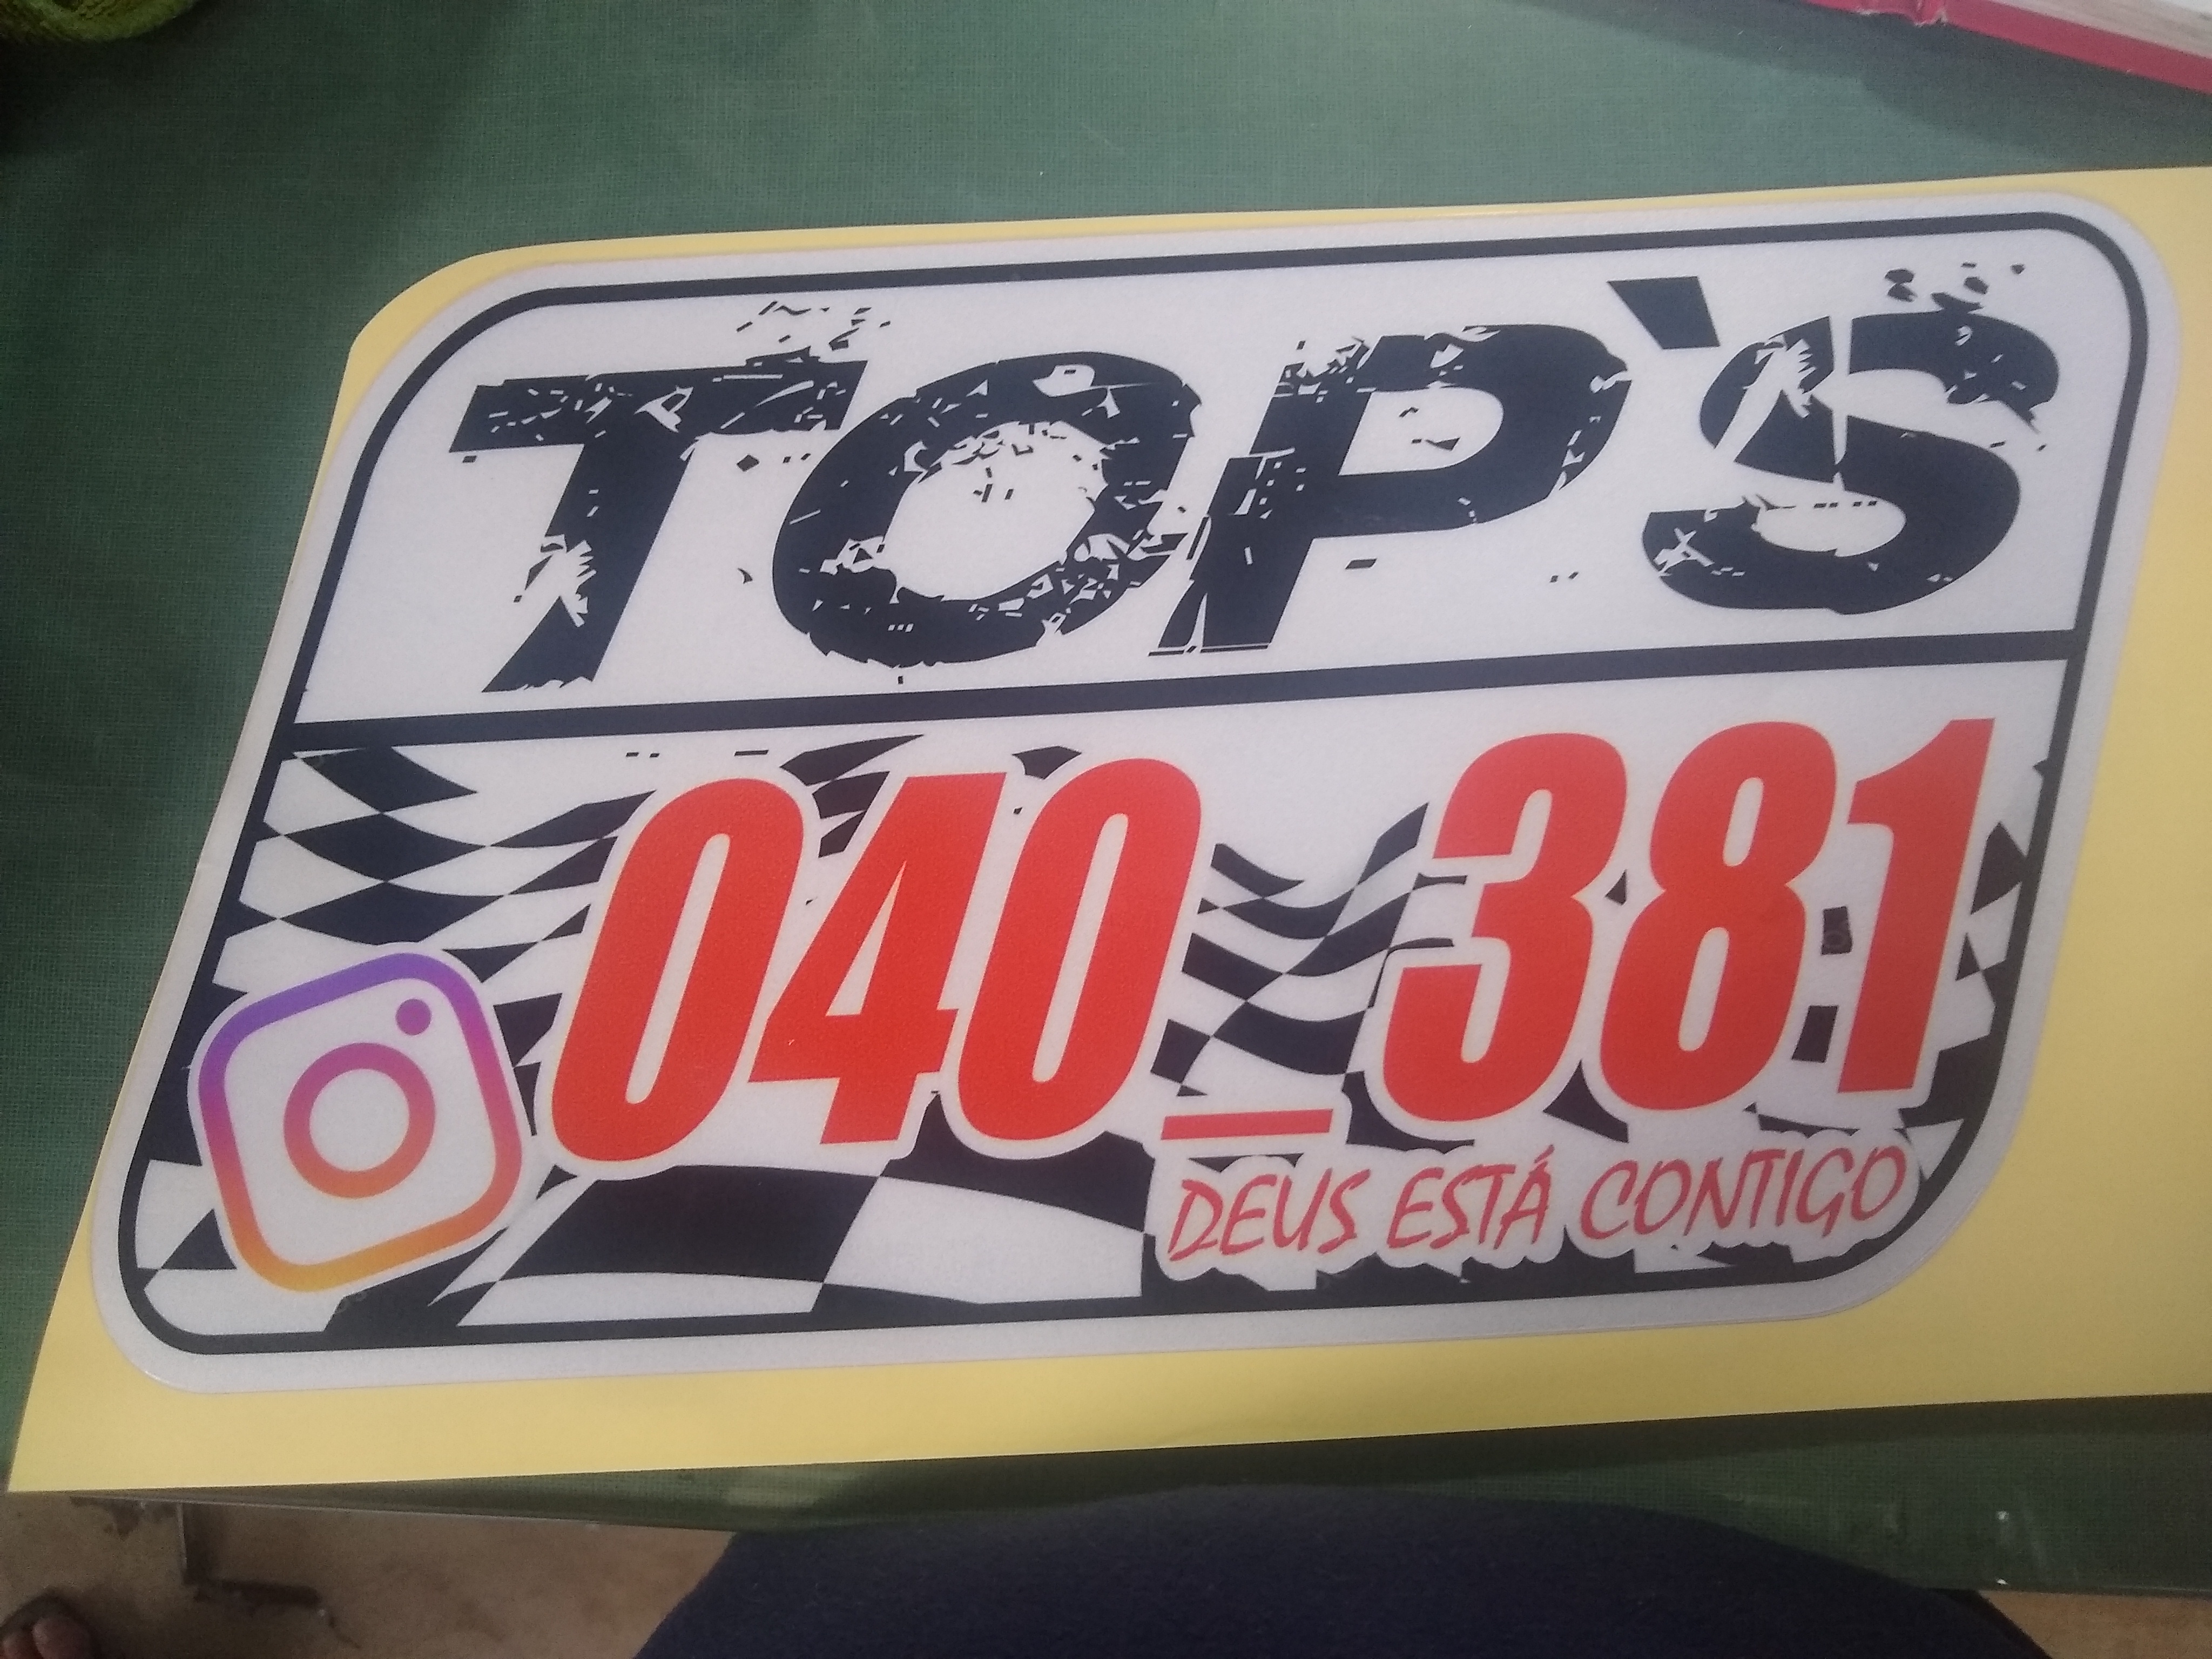 TOP'S
040_381
DEUS ESTÁ CONTIGO